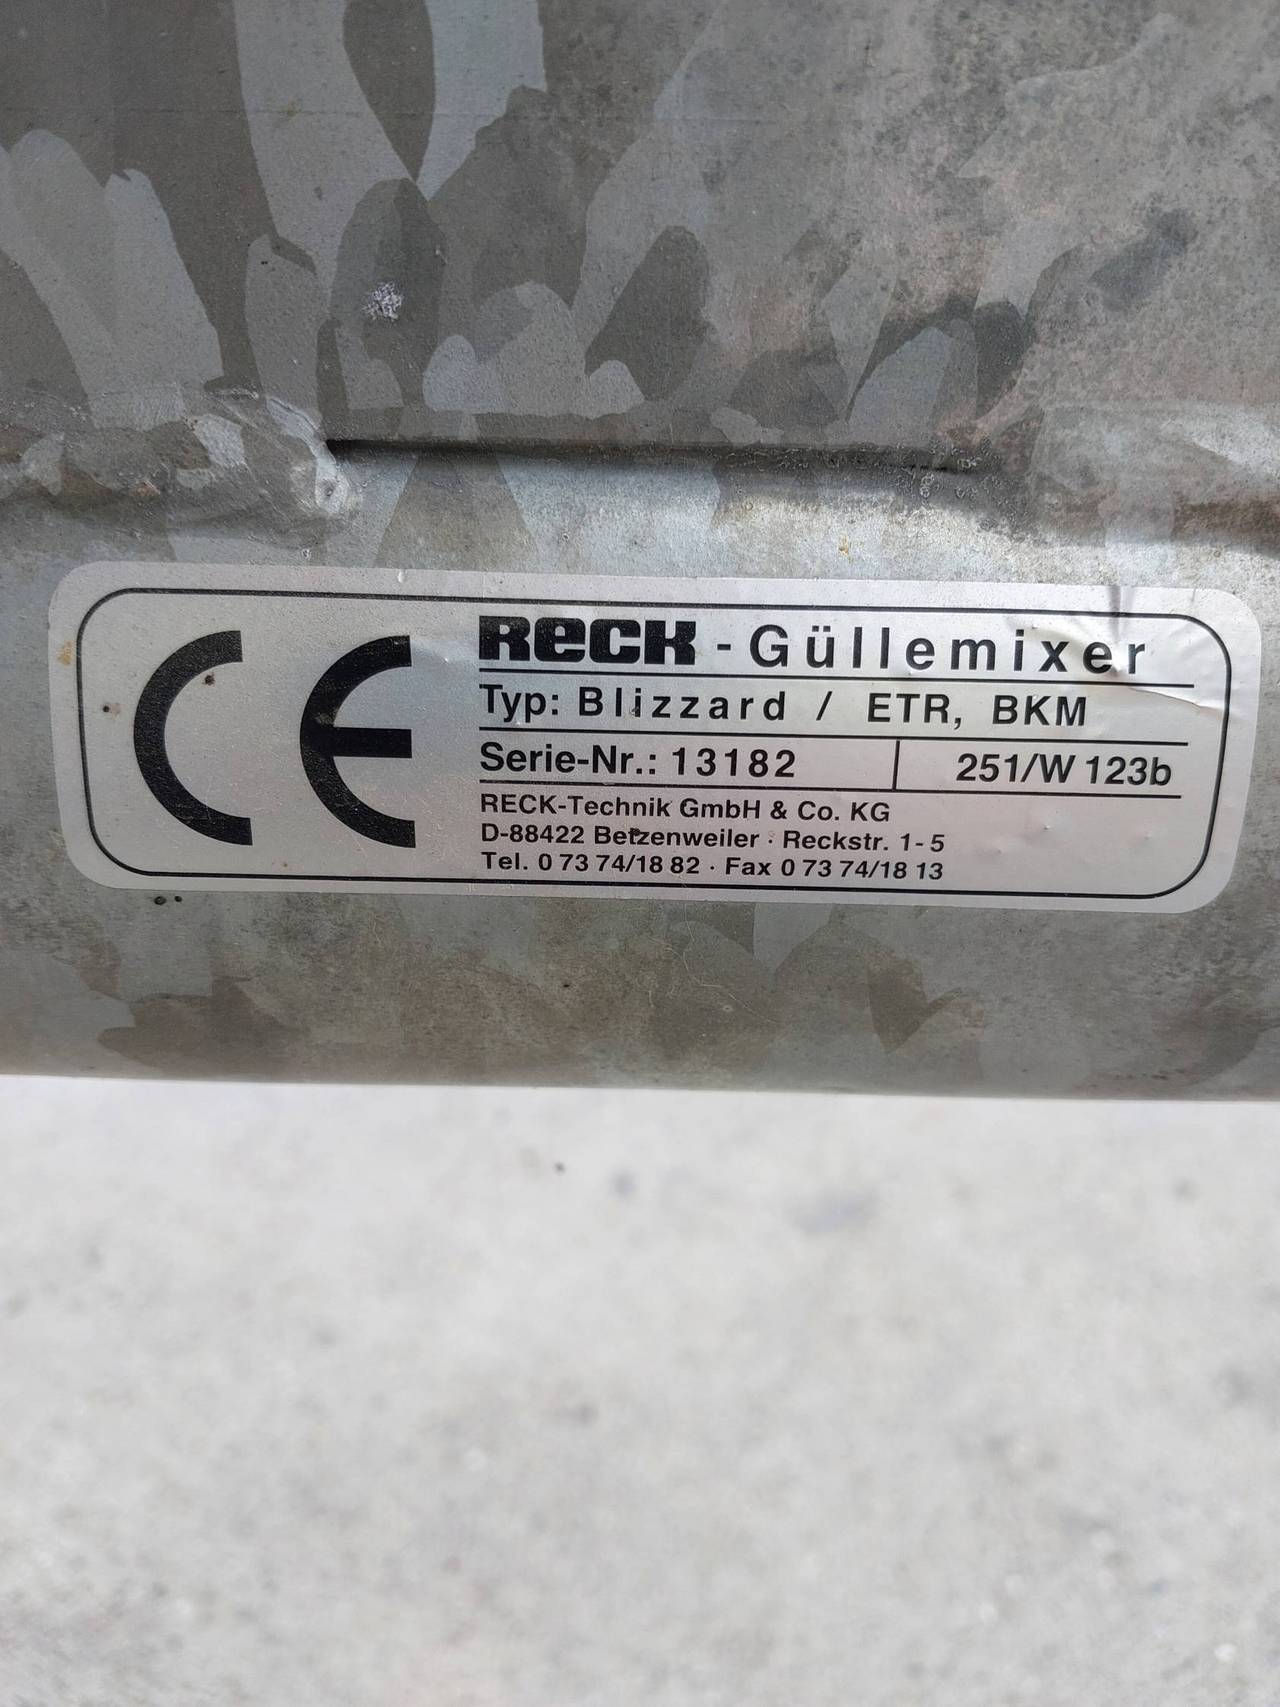 CE
RECK - Güllemixer
Typ: Blizzard / ETR, BKM
Serie-Nr.: 13182 251/W 123b
RECK-Technik GmbH & Co. KG
D-88422 Betzenweiler · Reckstr. 1-5
Tel. 0 73 74/18 82 · Fax 0 73 74/18 13